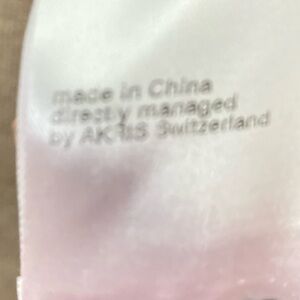 made in China
directly managed
by AKRIS Switzerland